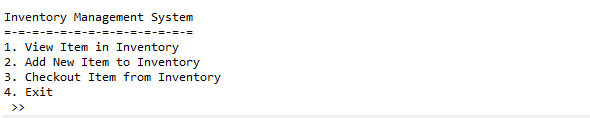 Inventory Management System
=-=-=-=-=-=-=-=-=-=-=-=-=-=
1. View Item in Inventory
2. Add New Item to Inventory
3. Checkout Item from Inventory
4. Exit
>>